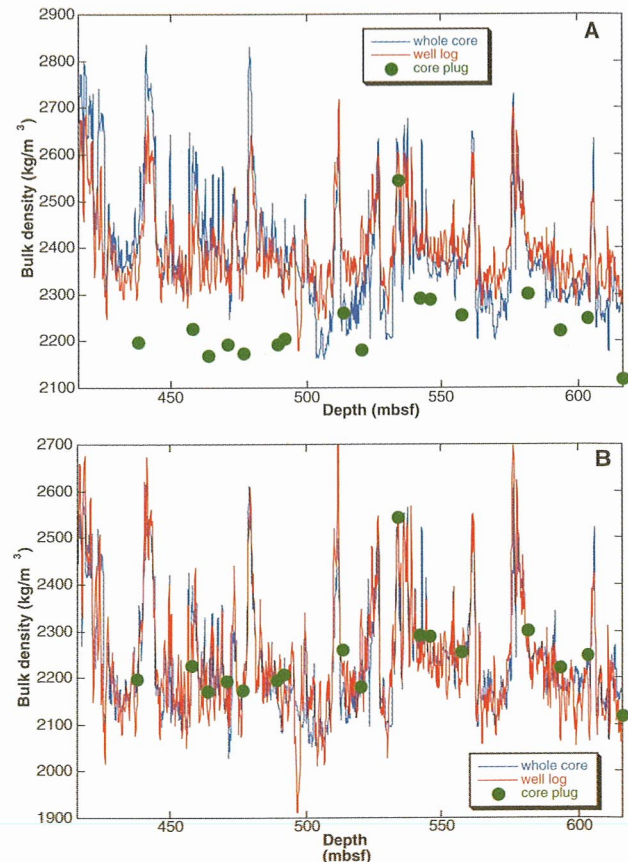 2900
2800
2700
2600
2500
2400
2300
2200
2100
Bulk density (kg/m³)
A
whole core
well log
core plug
450
500
550
600
Depth (mbsf)
2700
2600
2500
2400
2300
2200
2100
2000
1900
Bulk density (kg/m³)
B
whole core
well log
core plug
450
500
550
600
Depth
(mbsf)